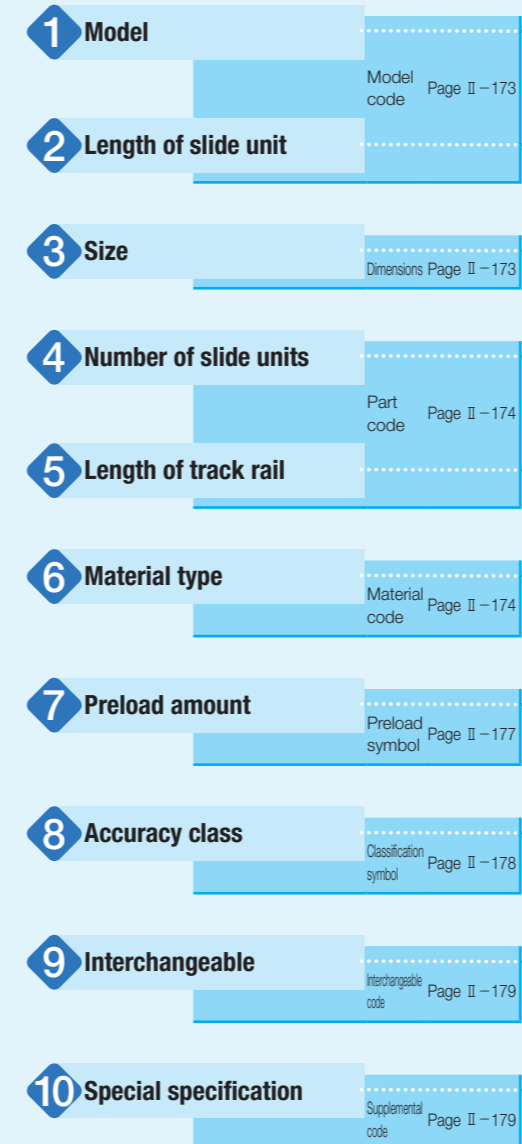 1 Model
Model code Page Ⅱ－173
2 Length of slide unit
3 Size
Dimensions Page Ⅱ－173
4 Number of slide units
Part code Page Ⅱ－174
5 Length of track rail
6 Material type
Material code Page Ⅱ－174
7 Preload amount
Preload symbol Page Ⅱ－177
8 Accuracy class
Classification symbol Page Ⅱ－178
9 Interchangeable
Interchangeable code Page Ⅱ－179
10 Special specification
Supplemental code Page Ⅱ－179